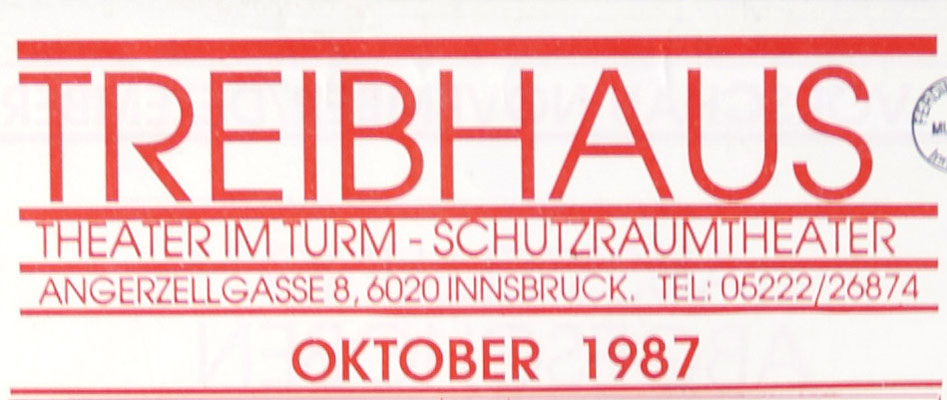 TREIBHAUS
THEATER IM TURM - SCHUTZRAUMTHEATER
ANGERZELLGASSE 8, 6020 INNSBRUCK. TEL: 05222/26874
OKTOBER 1987